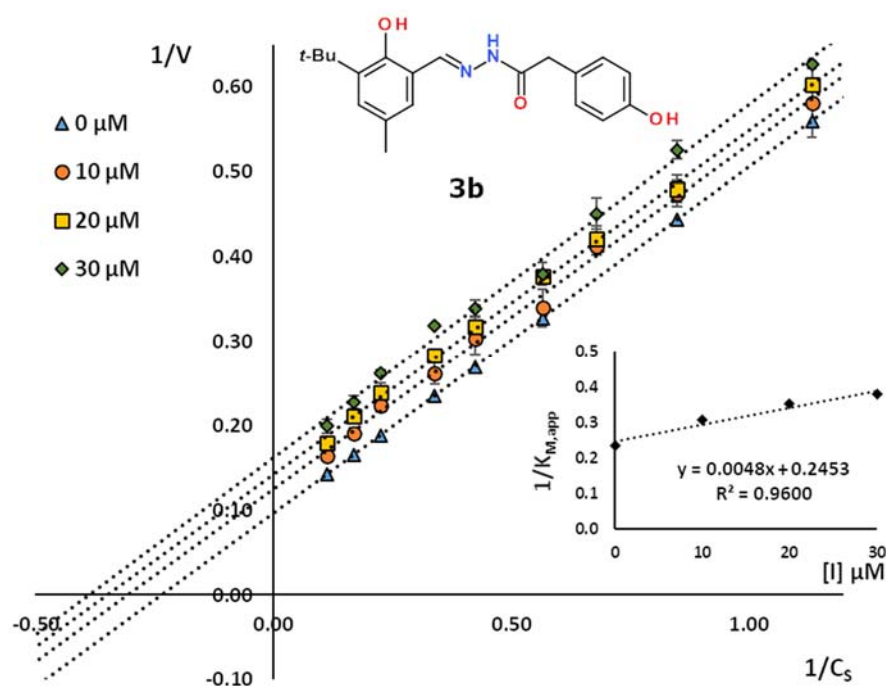 1/V
OH
t-Bu
H
N
N
O
OH
3b
0 µM
10 µM
20 µM
30 µM
0.60
0.50
0.40
0.30
0.20
0.10
0.00
-0.10
-0.50
0.00
0.50
1.00
1/Cs
0.5
0.4
0.3
0.2
0.1
0.0
1/KM,app
y = 0.0048x + 0.2453
R² = 0.9600
0
10
20
30
[I] µM